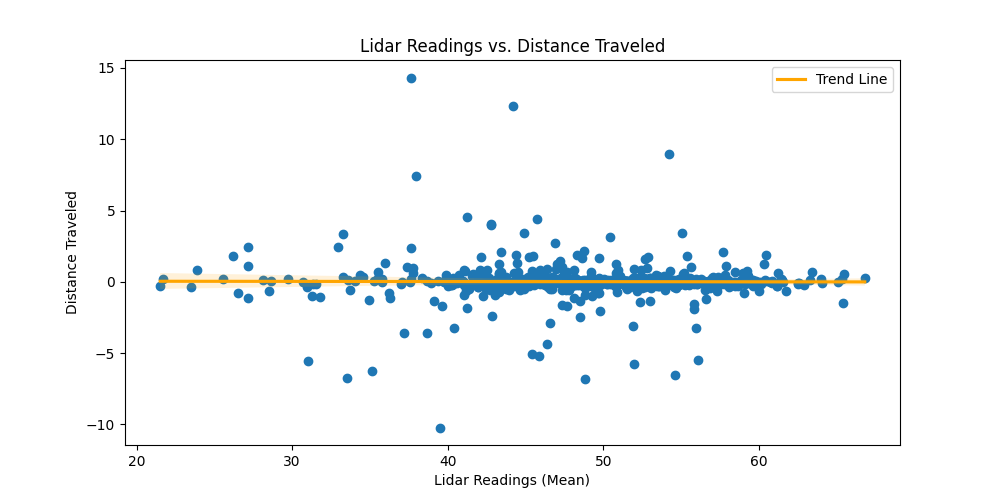 Lidar Readings vs. Distance Traveled
Trend Line
15
10
5
0
−5
−10
Distance Traveled
20
30
40
50
60
Lidar Readings (Mean)